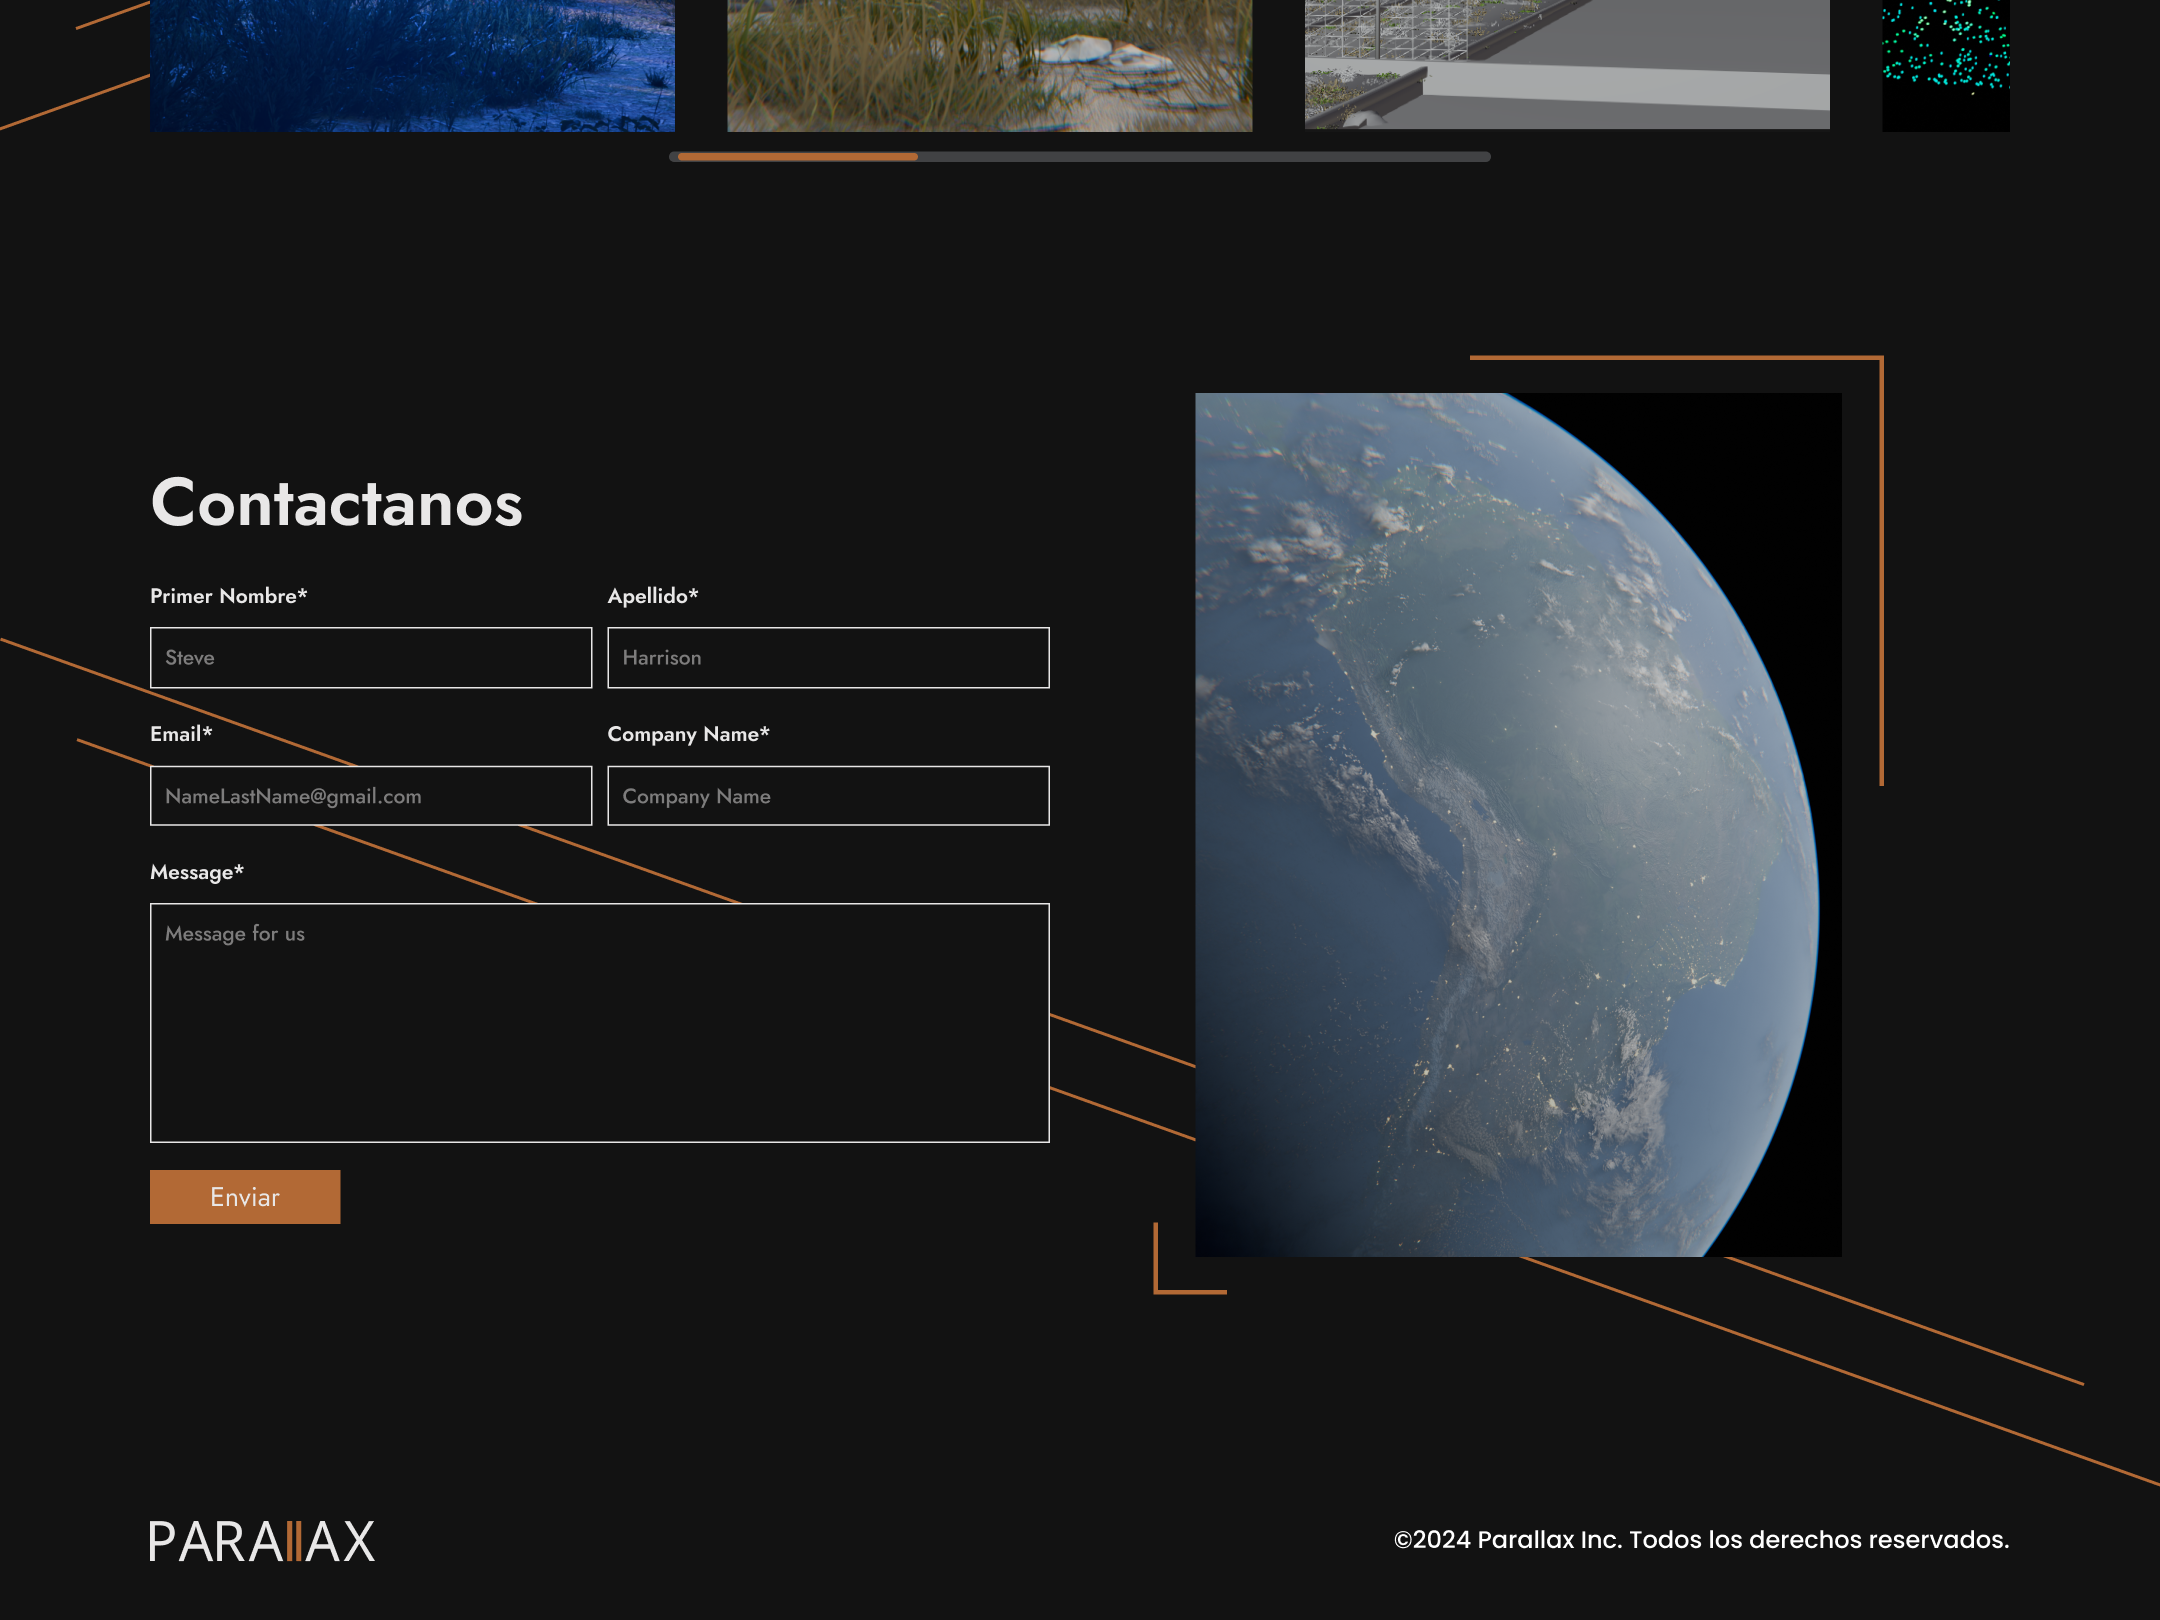 Contactanos
Primer Nombre*
Apellido*
Steve
Harrison
Email*
Company Name*
NameLastName@gmail.com
Company Name
Message*
Message for us
Enviar
PARALLAX
©2024 Parallax Inc. Todos los derechos reservados.